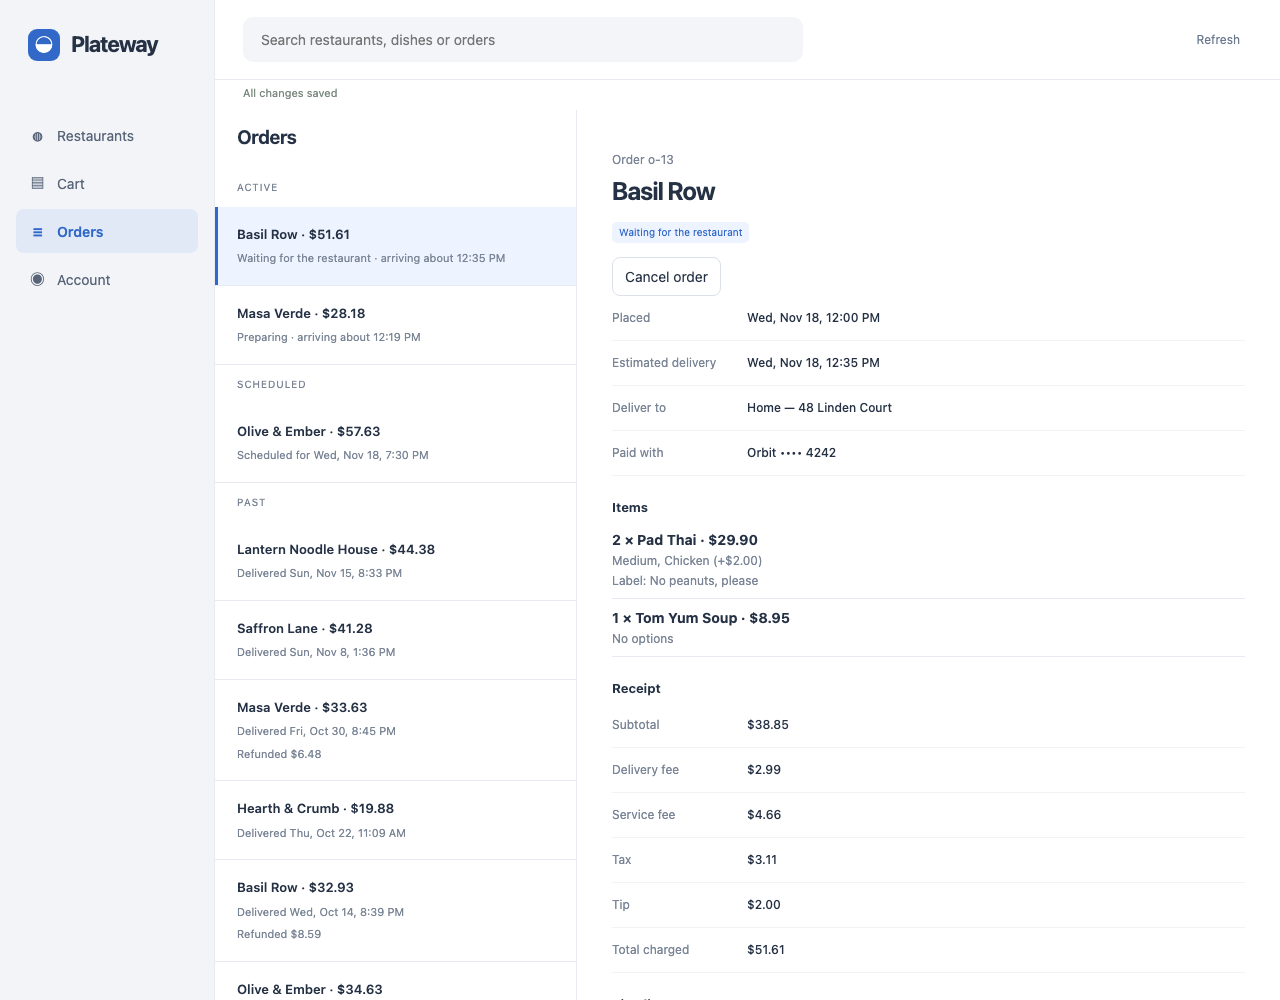 Plateway
Search restaurants, dishes or orders
Refresh
All changes saved
Restaurants
Cart
Orders
Account
Orders
ACTIVE
Basil Row · $51.61
Waiting for the restaurant · arriving about 12:35 PM
Masa Verde · $28.18
Preparing · arriving about 12:19 PM
SCHEDULED
Olive & Ember · $57.63
Scheduled for Wed, Nov 18, 7:30 PM
PAST
Lantern Noodle House · $44.38
Delivered Sun, Nov 15, 8:33 PM
Saffron Lane · $41.28
Delivered Sun, Nov 8, 1:36 PM
Masa Verde · $33.63
Delivered Fri, Oct 30, 8:45 PM
Refunded $6.48
Hearth & Crumb · $19.88
Delivered Thu, Oct 22, 11:09 AM
Basil Row · $32.93
Delivered Wed, Oct 14, 8:39 PM
Refunded $8.59
Olive & Ember · $34.63
Order o-13
Basil Row
Waiting for the restaurant
Cancel order
Placed Wed, Nov 18, 12:00 PM
Estimated delivery Wed, Nov 18, 12:35 PM
Deliver to Home — 48 Linden Court
Paid with Orbit •••• 4242
Items
2 × Pad Thai · $29.90
Medium, Chicken (+$2.00)
Label: No peanuts, please
1 × Tom Yum Soup · $8.95
No options
Receipt
Subtotal $38.85
Delivery fee $2.99
Service fee $4.66
Tax $3.11
Tip $2.00
Total charged $51.61